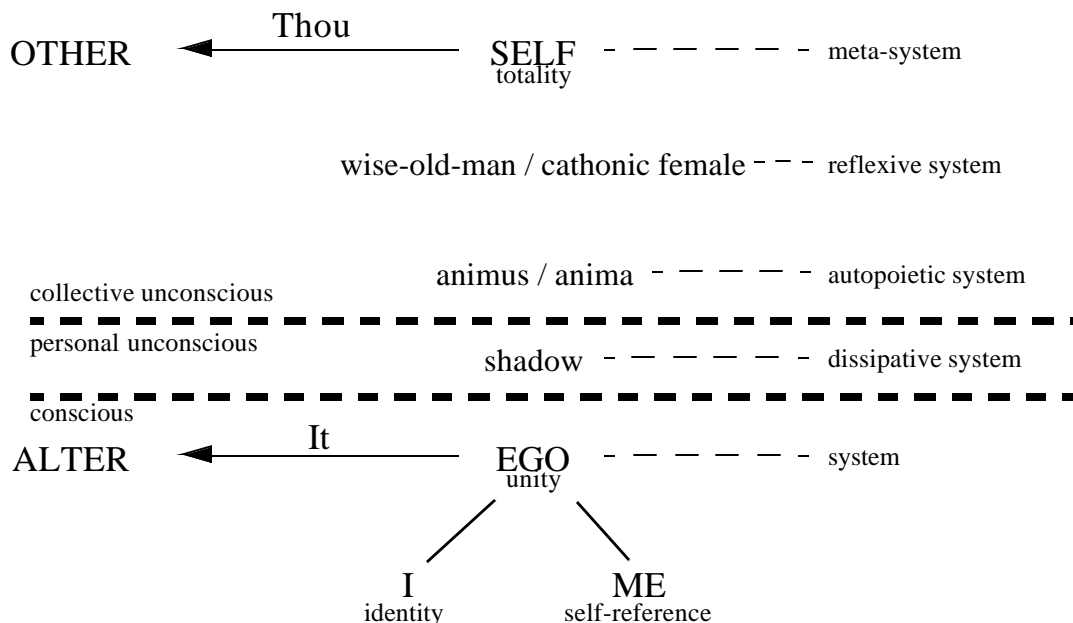 Thou
OTHER SELF meta-system
totality
wise-old-man / cathonic female reflexive system
animus / anima autopoietic system
collective unconscious
personal unconscious
shadow dissipative system
conscious
It
ALTER EGO system
unity
I ME
identity self-reference